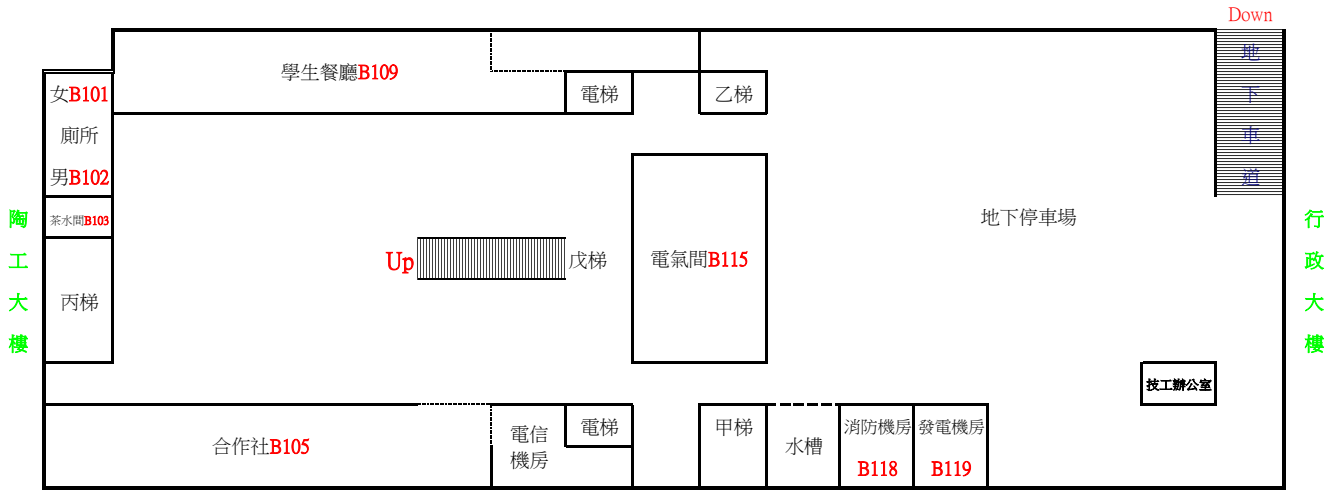 Down
地
下
車
道
學生餐廳B109
電梯
乙梯
女B101
廁所
男B102
茶水間B103
丙梯
陶
工
大
樓
Up
戊梯
電氣間B115
地下停車場
行
政
大
樓
技工辦公室
合作社B105
電信
機房
電梯
甲梯
水槽
消防機房
B118
發電機房
B119